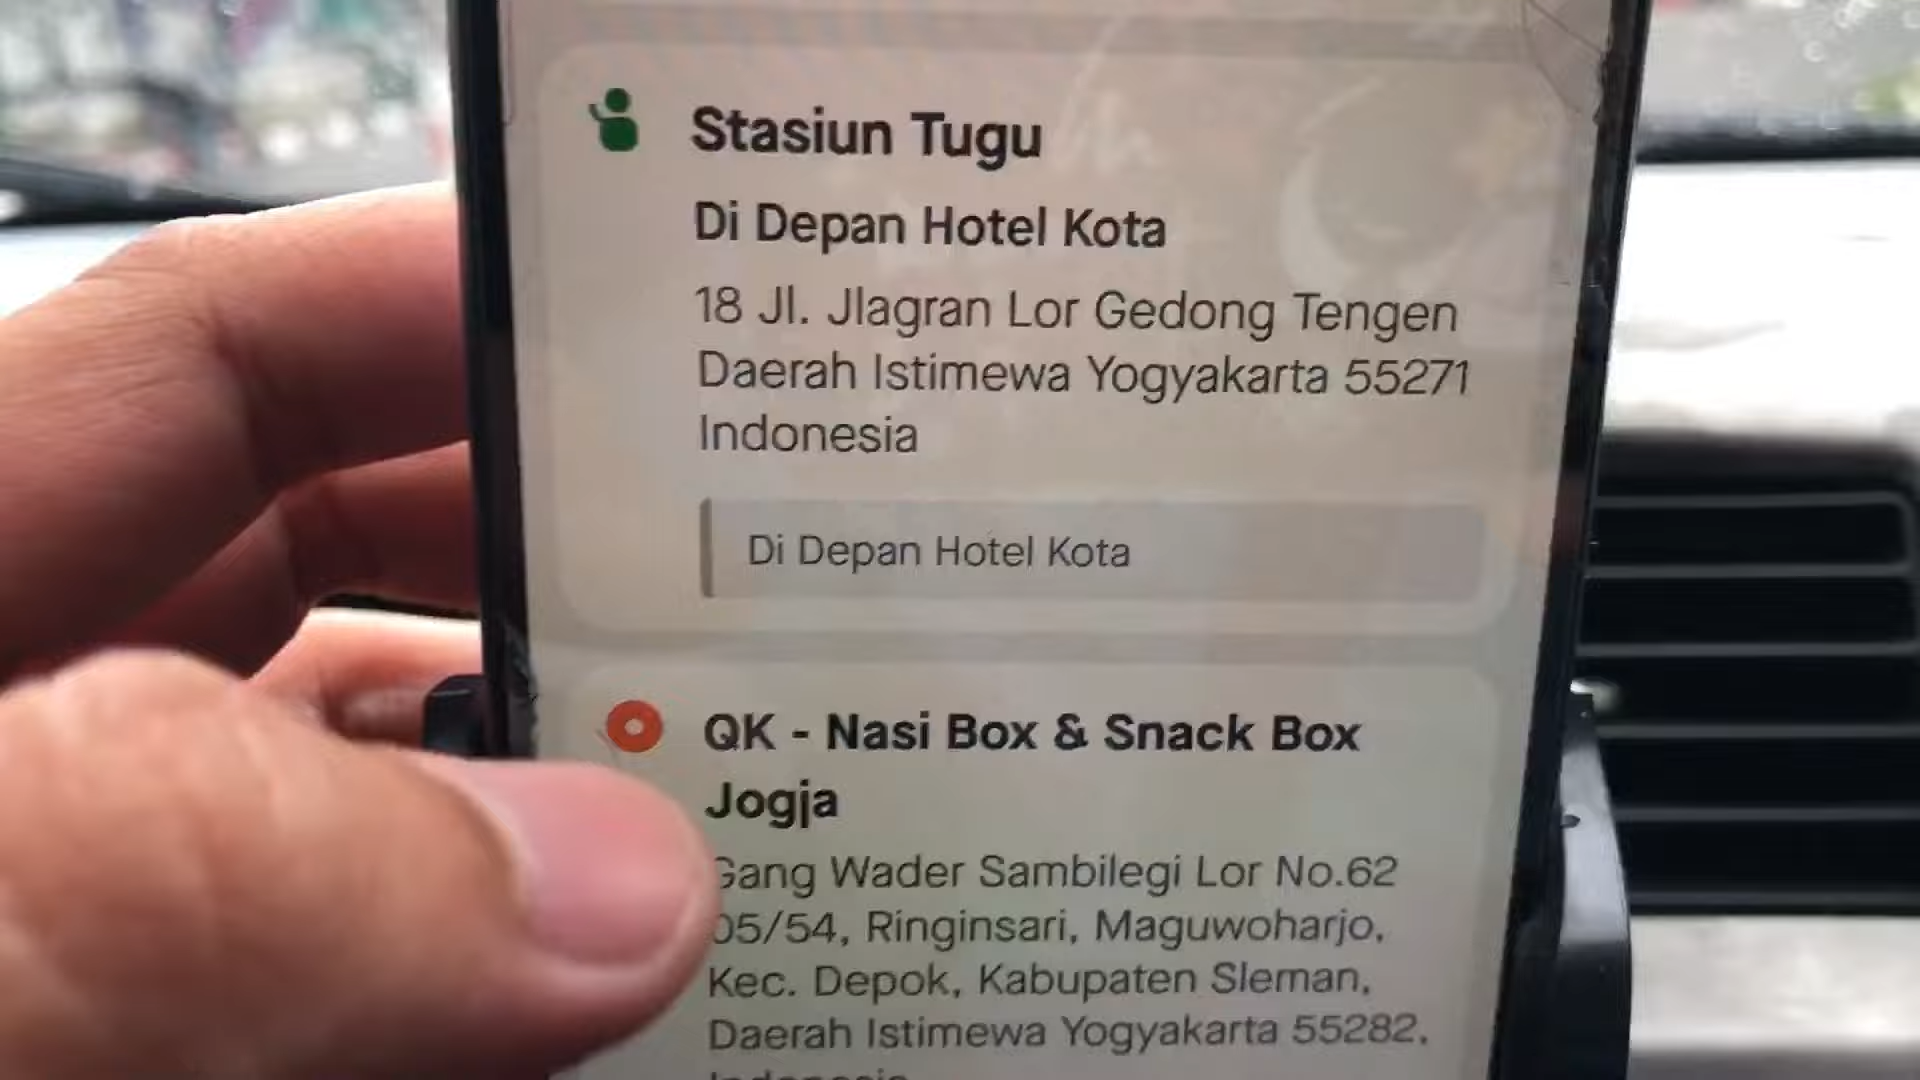 Stasiun Tugu
Di Depan Hotel Kota
18 Jl. Jlagran Lor Gedong Tengen
Daerah Istimewa Yogyakarta 55271
Indonesia
Di Depan Hotel Kota
QK - Nasi Box & Snack Box
Jogja
Gang Wader Sambilegi Lor No.62
05/54, Ringinsari, Maguwoharjo,
Kec. Depok, Kabupaten Sleman,
Daerah Istimewa Yogyakarta 55282,